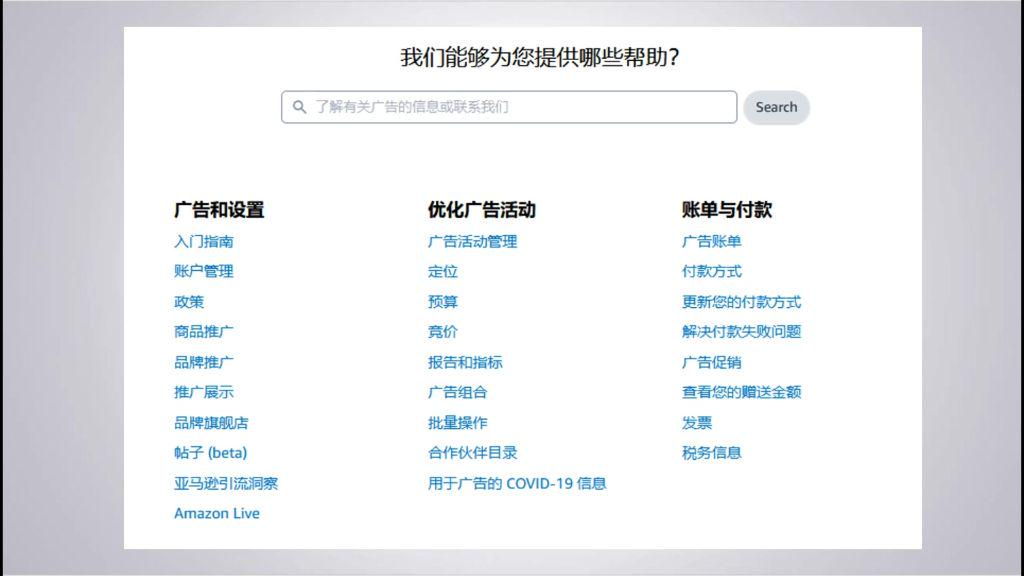 我们能够为您提供哪些帮助？
了解有关广告的信息或联系我们
Search
广告和设置
入门指南
账户管理
政策
商品推广
品牌推广
推广展示
品牌旗舰店
帖子 (beta)
亚马逊引流洞察
Amazon Live
优化广告活动
广告活动管理
定位
预算
竞价
报告和指标
广告组合
批量操作
合作伙伴目录
用于广告的 COVID-19 信息
账单与付款
广告账单
付款方式
更新您的付款方式
解决付款失败问题
广告促销
查看您的赠送金额
发票
税务信息